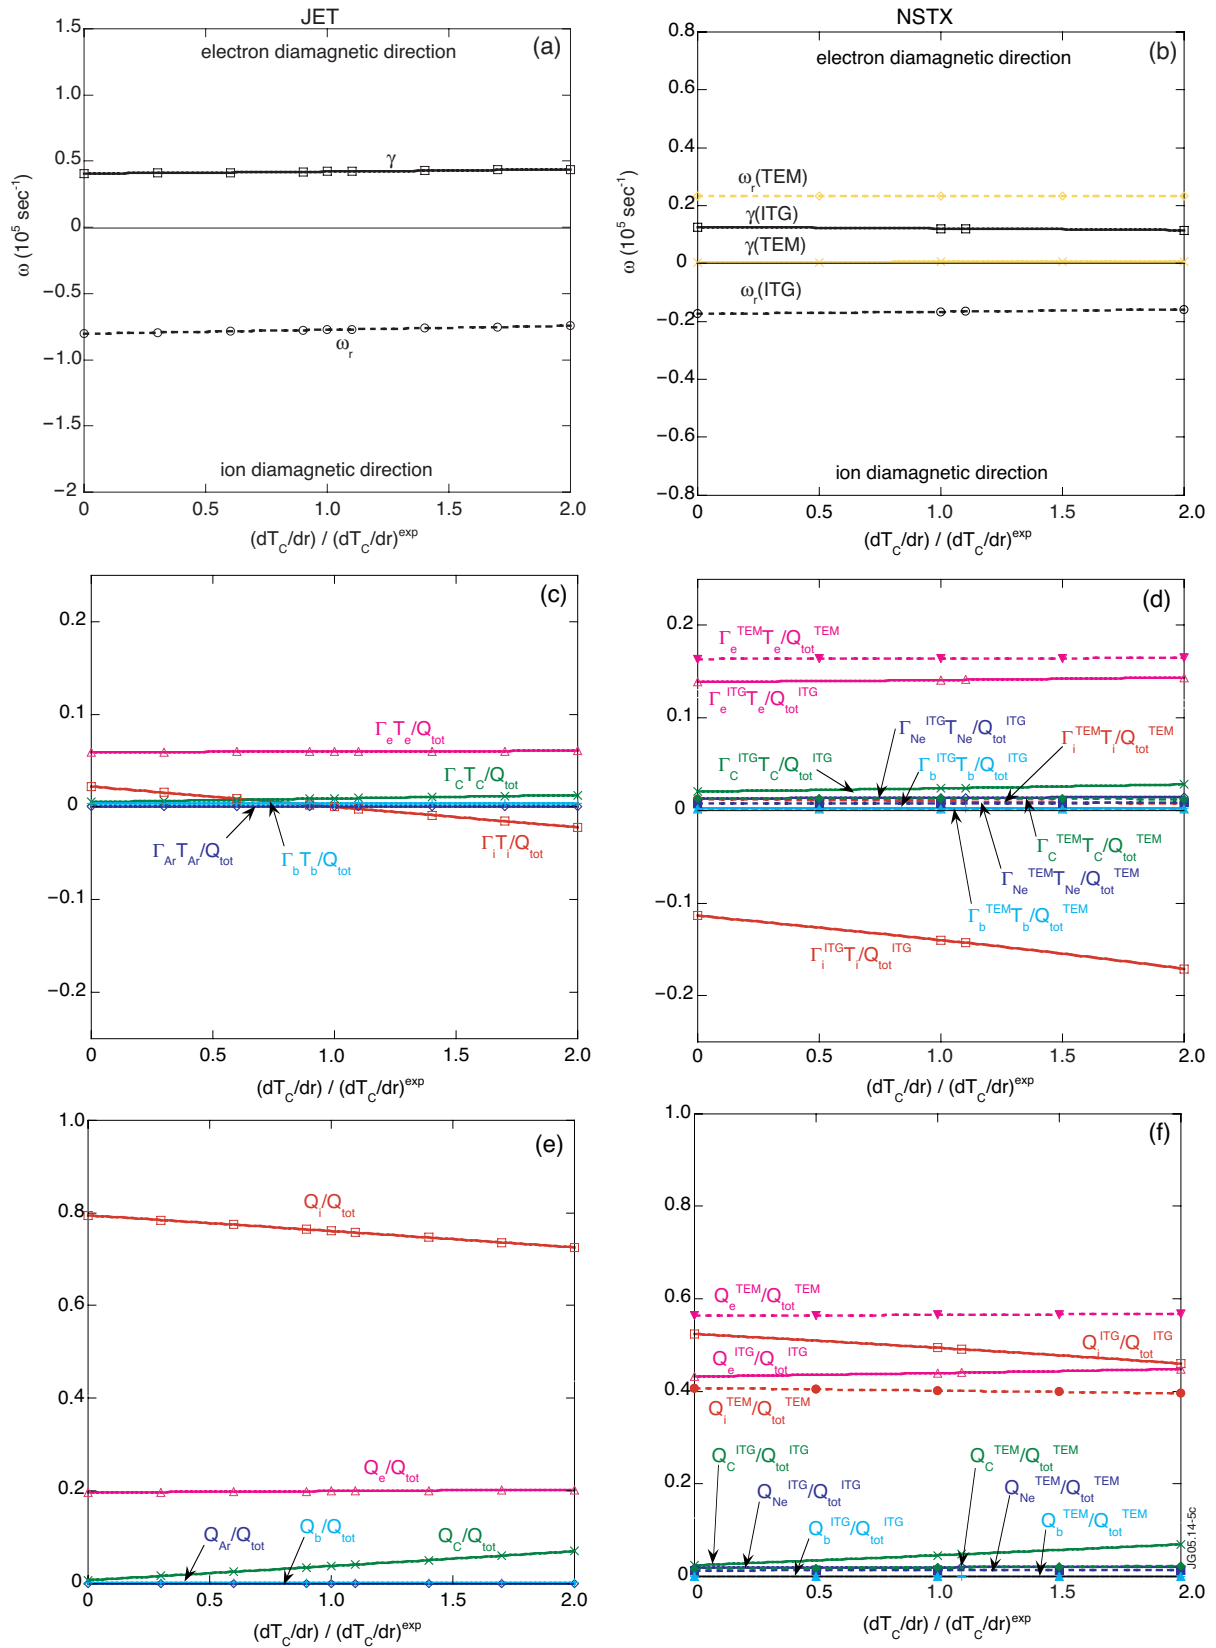 JET
NSTX
(a)
1.5
electron diamagnetic direction
1.0
0.5
γ
0
ω (10⁵ sec⁻¹)
−0.5
ω_r
−1.0
−1.5
ion diamagnetic direction
−2
0 0.5 1.0 1.5 2.0
(dT_C/dr) / (dT_C/dr)^exp
(b)
0.8
electron diamagnetic direction
0.6
0.4
ω_r(TEM)
0.2
γ(ITG)
γ(TEM)
0
ω (10⁵ sec⁻¹)
ω_r(ITG)
−0.2
−0.4
−0.6
ion diamagnetic direction
−0.8
0 0.5 1.0 1.5 2.0
(dT_C/dr) / (dT_C/dr)^exp
(c)
0.2
0.1
Γ_e T_e/Q_tot
Γ_C T_C/Q_tot
0
Γ_Ar T_Ar/Q_tot
Γ_b T_b/Q_tot
Γ_i T_i/Q_tot
−0.1
−0.2
0 0.5 1.0 1.5 2.0
(dT_C/dr) / (dT_C/dr)^exp
(d)
0.2
Γ_e^TEM T_e/Q_tot^TEM
Γ_e^ITG T_e/Q_tot^ITG
0.1
Γ_Ne^ITG T_Ne/Q_tot^ITG
Γ_i^TEM T_i/Q_tot^TEM
Γ_C^ITG T_C/Q_tot^ITG
Γ_b^ITG T_b/Q_tot^ITG
0
Γ_C^TEM T_C/Q_tot^TEM
Γ_Ne^TEM T_Ne/Q_tot^TEM
Γ_b^TEM T_b/Q_tot^TEM
−0.1
Γ_i^ITG T_i/Q_tot^ITG
−0.2
0 0.5 1.0 1.5 2.0
(dT_C/dr) / (dT_C/dr)^exp
(e)
1.0
0.8
Q_i/Q_tot
0.6
0.4
0.2
Q_e/Q_tot
Q_Ar/Q_tot
Q_b/Q_tot
Q_C/Q_tot
0
0 0.5 1.0 1.5 2.0
(dT_C/dr) / (dT_C/dr)^exp
(f)
1.0
0.8
0.6
Q_e^TEM/Q_tot^TEM
Q_i^ITG/Q_tot^ITG
Q_e^ITG/Q_tot^ITG
0.4
Q_i^TEM/Q_tot^TEM
0.2
Q_C^ITG/Q_tot^ITG
Q_C^TEM/Q_tot^TEM
Q_Ne^ITG/Q_tot^ITG
Q_Ne^TEM/Q_tot^TEM
Q_b^ITG/Q_tot^ITG
Q_b^TEM/Q_tot^TEM
0
0 0.5 1.0 1.5 2.0
(dT_C/dr) / (dT_C/dr)^exp
JG05.14-5c